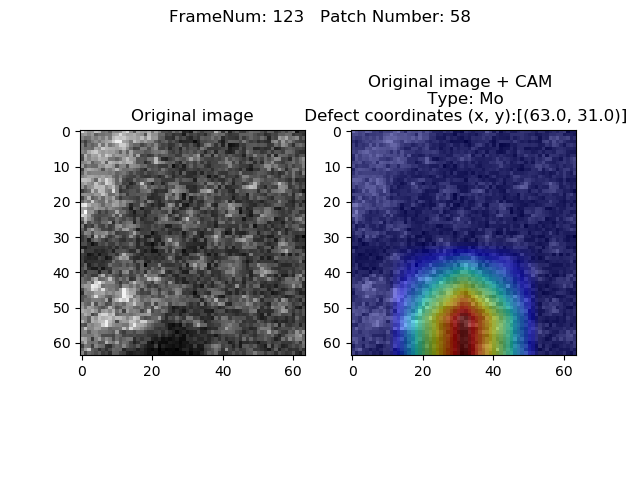 FrameNum: 123   Patch Number: 58
Original image
Original image + CAM
Type: Mo
Defect coordinates (x, y):[(63.0, 31.0)]
0
10
20
30
40
50
60
0 20 40 60
0
10
20
30
40
50
60
0 20 40 60